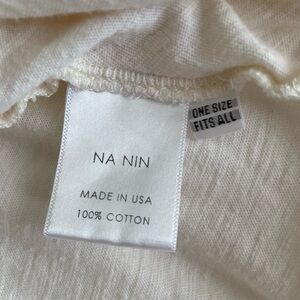 NA NIN
MADE IN USA
100% COTTON
ONE SIZE
FITS ALL